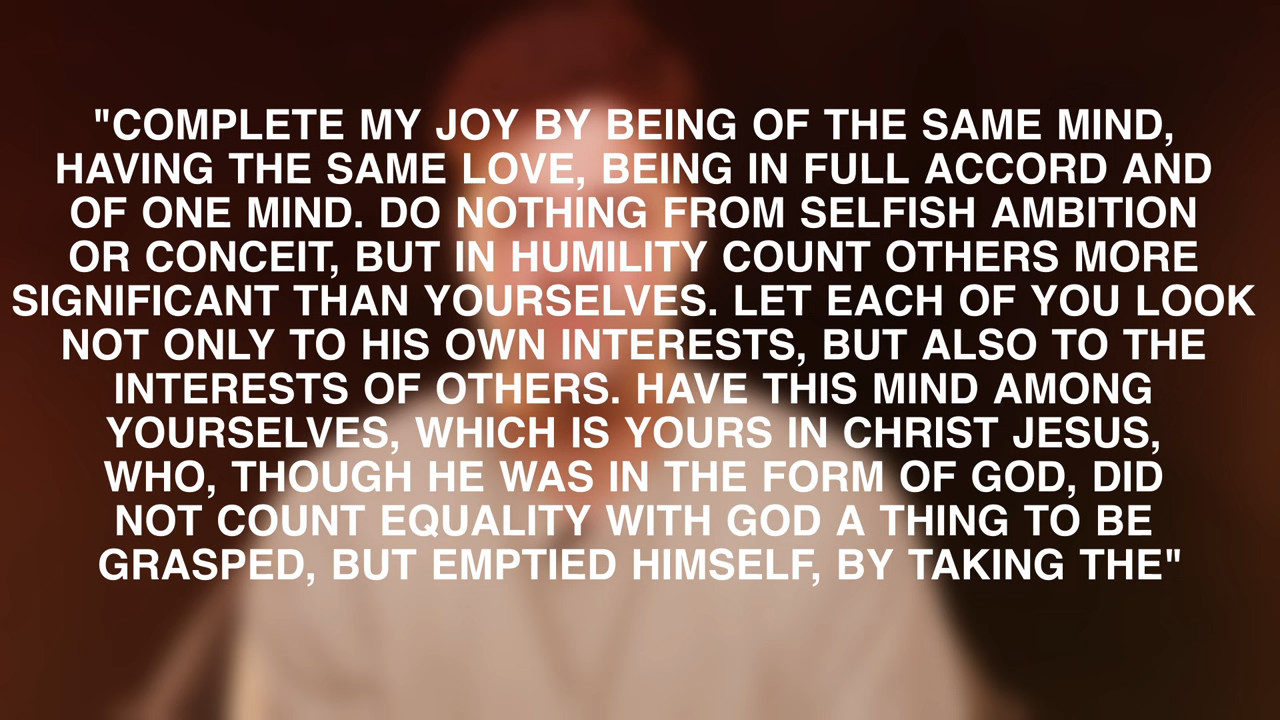 "COMPLETE MY JOY BY BEING OF THE SAME MIND,
HAVING THE SAME LOVE, BEING IN FULL ACCORD AND
OF ONE MIND. DO NOTHING FROM SELFISH AMBITION
OR CONCEIT, BUT IN HUMILITY COUNT OTHERS MORE
SIGNIFICANT THAN YOURSELVES. LET EACH OF YOU LOOK
NOT ONLY TO HIS OWN INTERESTS, BUT ALSO TO THE
INTERESTS OF OTHERS. HAVE THIS MIND AMONG
YOURSELVES, WHICH IS YOURS IN CHRIST JESUS,
WHO, THOUGH HE WAS IN THE FORM OF GOD, DID
NOT COUNT EQUALITY WITH GOD A THING TO BE
GRASPED, BUT EMPTIED HIMSELF, BY TAKING THE"